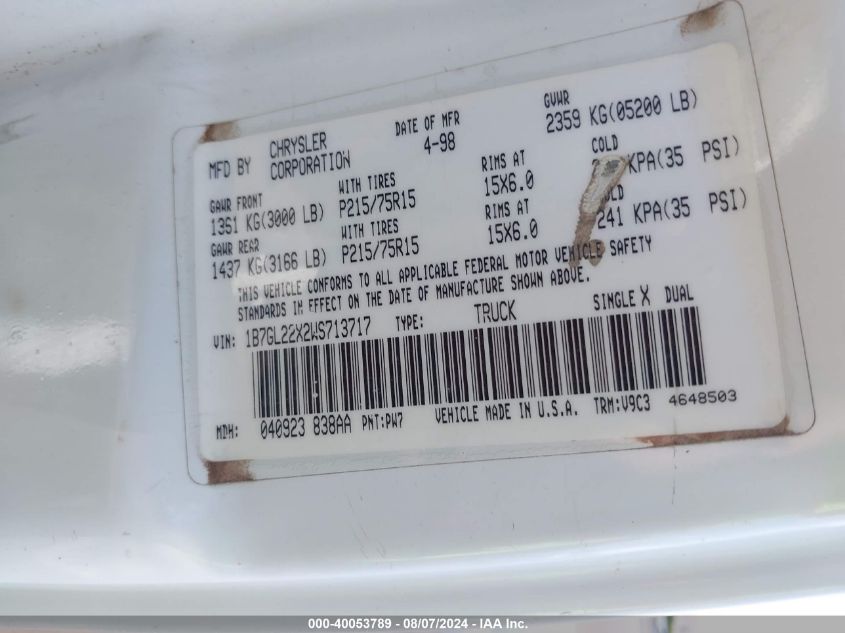 MFD BY CHRYSLER CORPORATION DATE OF MFR 4-98 GVWR 2359 KG(05200 LB)
GAWR FRONT WITH TIRES RIMS AT COLD
1361 KG(3000 LB) P215/75R15 15X6.0 KPA(35 PSI)
GAWR REAR WITH TIRES RIMS AT
1437 KG(3166 LB) P215/75R15 15X6.0 241 KPA(35 PSI)
THIS VEHICLE CONFORMS TO ALL APPLICABLE FEDERAL MOTOR VEHICLE SAFETY
STANDARDS IN EFFECT ON THE DATE OF MANUFACTURE SHOWN ABOVE.
VIN: 1B7GL22X2WS713717 TYPE: TRUCK SINGLE X DUAL
MDH: 040923 838AA PNT:PW7 VEHICLE MADE IN U.S.A. TRM:V9C3 4648503
000-40053789 - 08/07/2024 - IAA Inc.